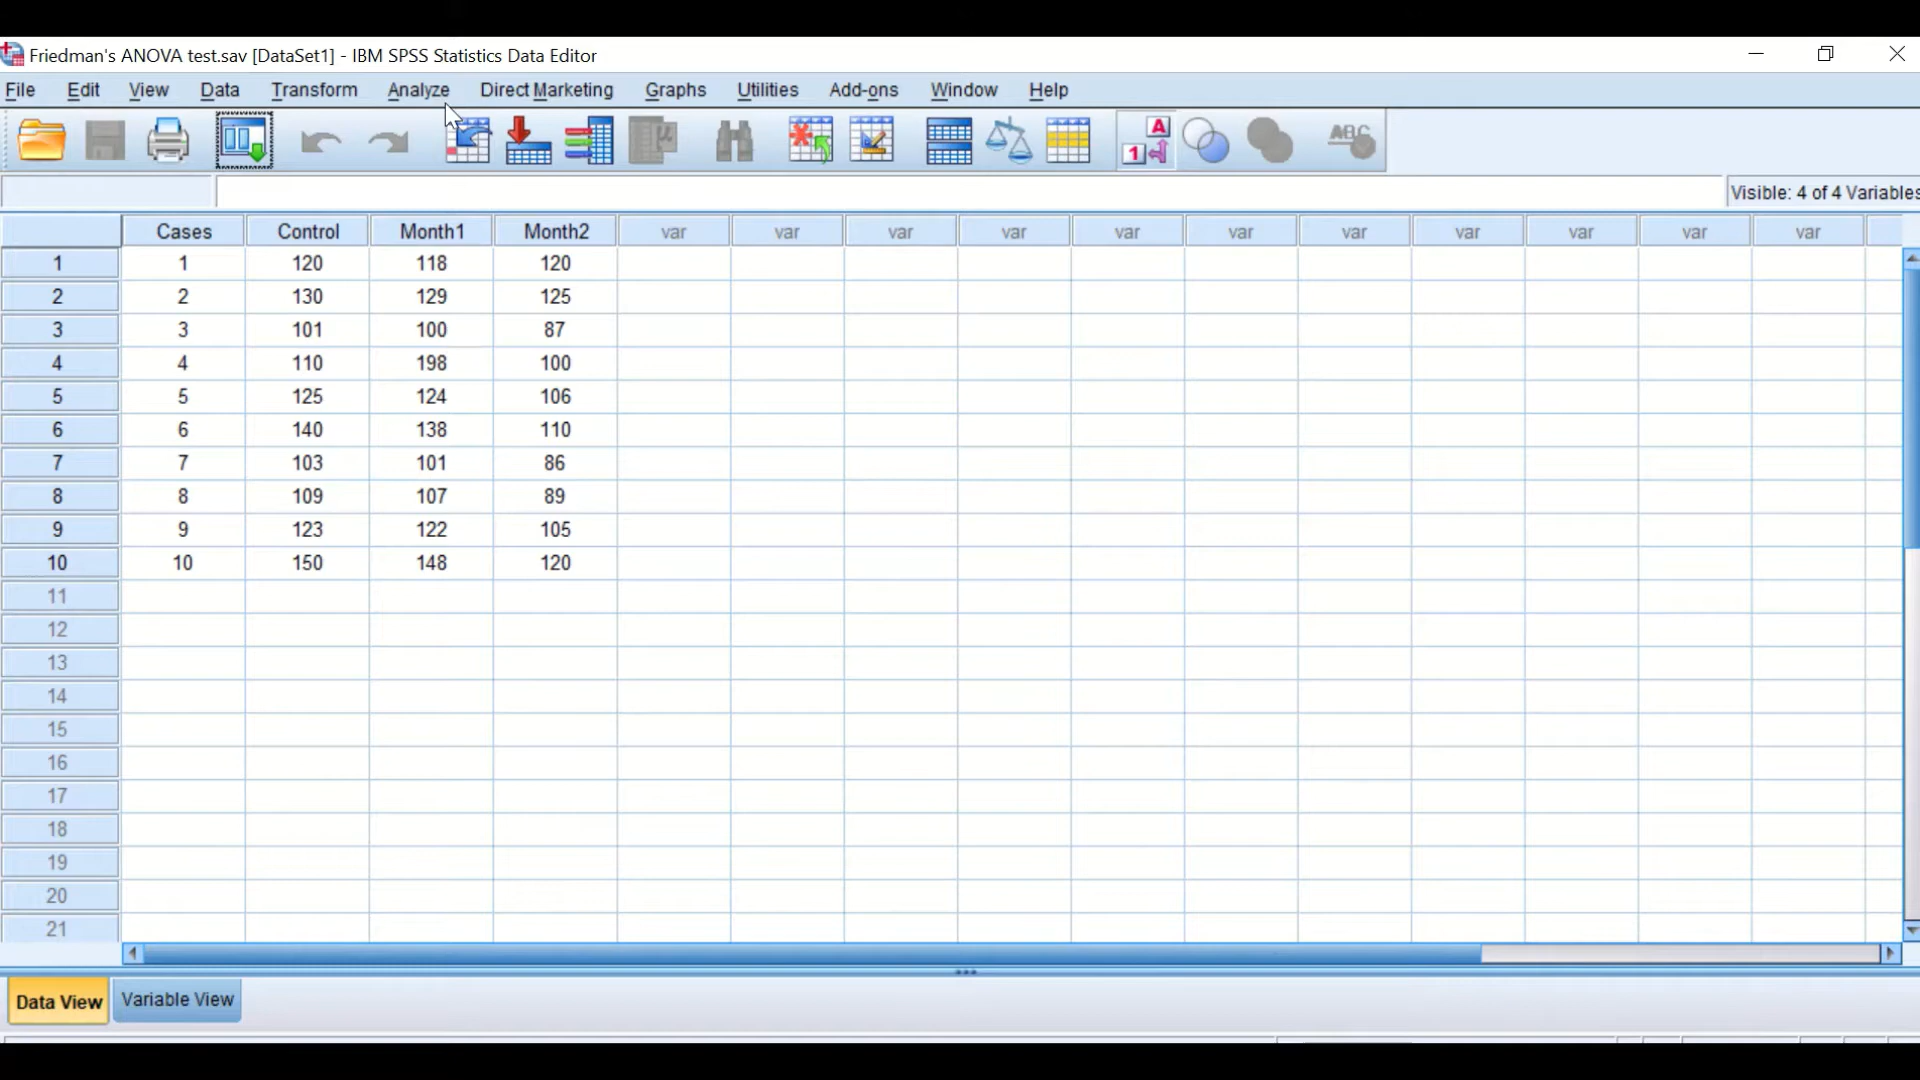 Friedman's ANOVA test.sav [DataSet1] - IBM SPSS Statistics Data Editor
File Edit View Data Transform Analyze Direct Marketing Graphs Utilities Add-ons Window Help
1 A ABC
Visible: 4 of 4 Variables
Cases Control Month1 Month2 var var var var var var var var var var var
1 1 120 118 120
2 2 130 129 125
3 3 101 100 87
4 4 110 198 100
5 5 125 124 106
6 6 140 138 110
7 7 103 101 86
8 8 109 107 89
9 9 123 122 105
10 10 150 148 120
11
12
13
14
15
16
17
18
19
20
21
Data View Variable View